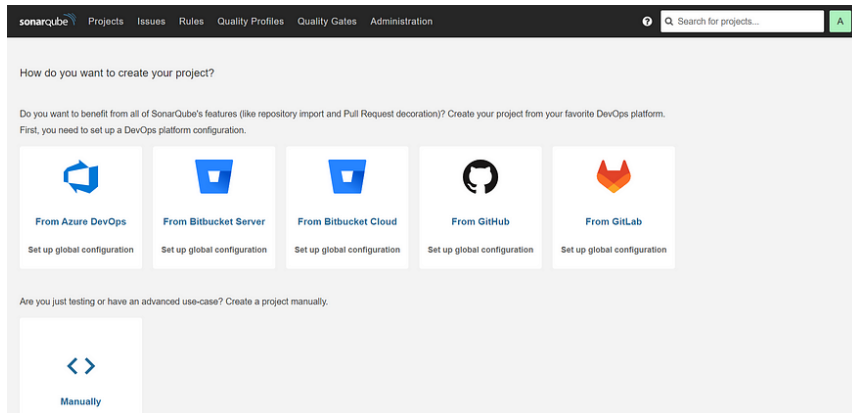 sonarqube Projects Issues Rules Quality Profiles Quality Gates Administration ? Search for projects... A
How do you want to create your project?
Do you want to benefit from all of SonarQube's features (like repository import and Pull Request decoration)? Create your project from your favorite DevOps platform.
First, you need to set up a DevOps platform configuration.
From Azure DevOps From Bitbucket Server From Bitbucket Cloud From GitHub From GitLab
Set up global configuration Set up global configuration Set up global configuration Set up global configuration Set up global configuration
Are you just testing or have an advanced use-case? Create a project manually.
Manually